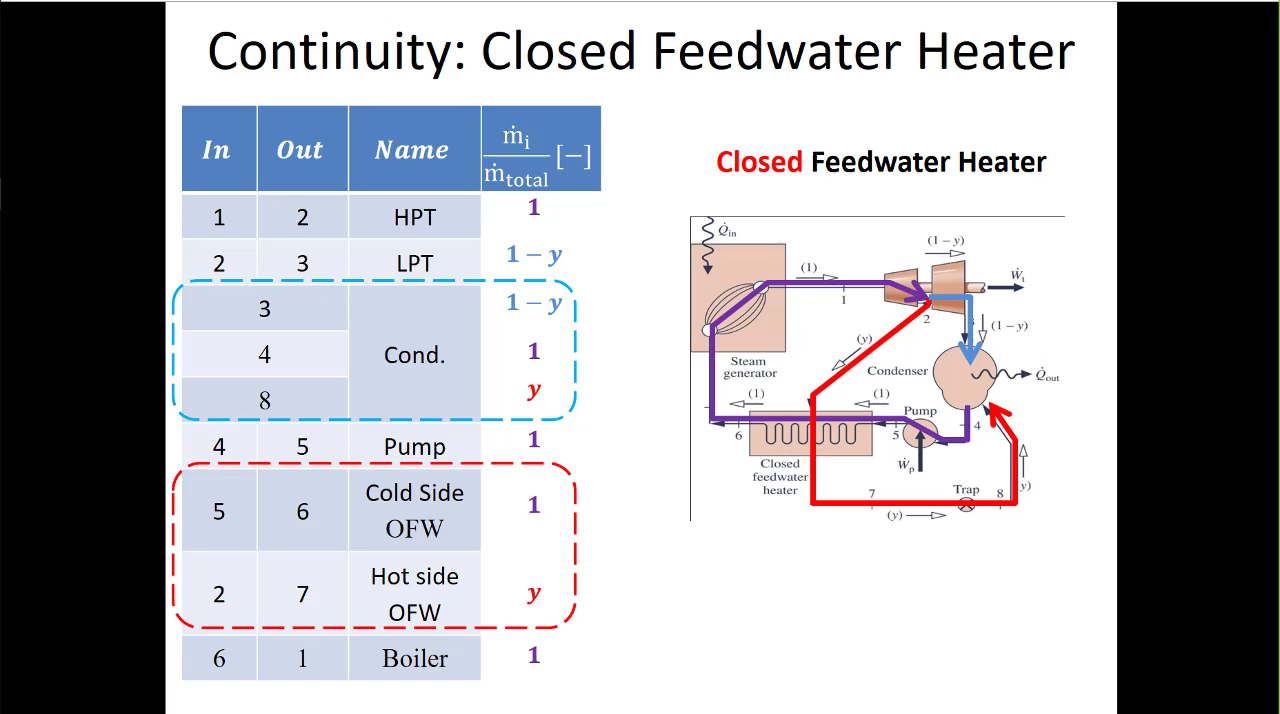 Continuity: Closed Feedwater Heater
In Out Name ṁi/ṁtotal [−]
1 2 HPT 1
2 3 LPT 1 − y
3 1 − y
4 Cond. 1
8 y
4 5 Pump 1
Cold Side
5 6 1
OFW
Hot side
2 7 y
OFW
6 1 Boiler 1
Closed Feedwater Heater
Q̇in
(1 − y)
(1)
Ẇt
1
2
3
(1 − y)
(y)
Steam
generator
Condenser
Q̇out
(1)
(1)
Pump
4
6
5
Ẇp
Closed
feedwater
heater
7
Trap
8
(y)
(y)